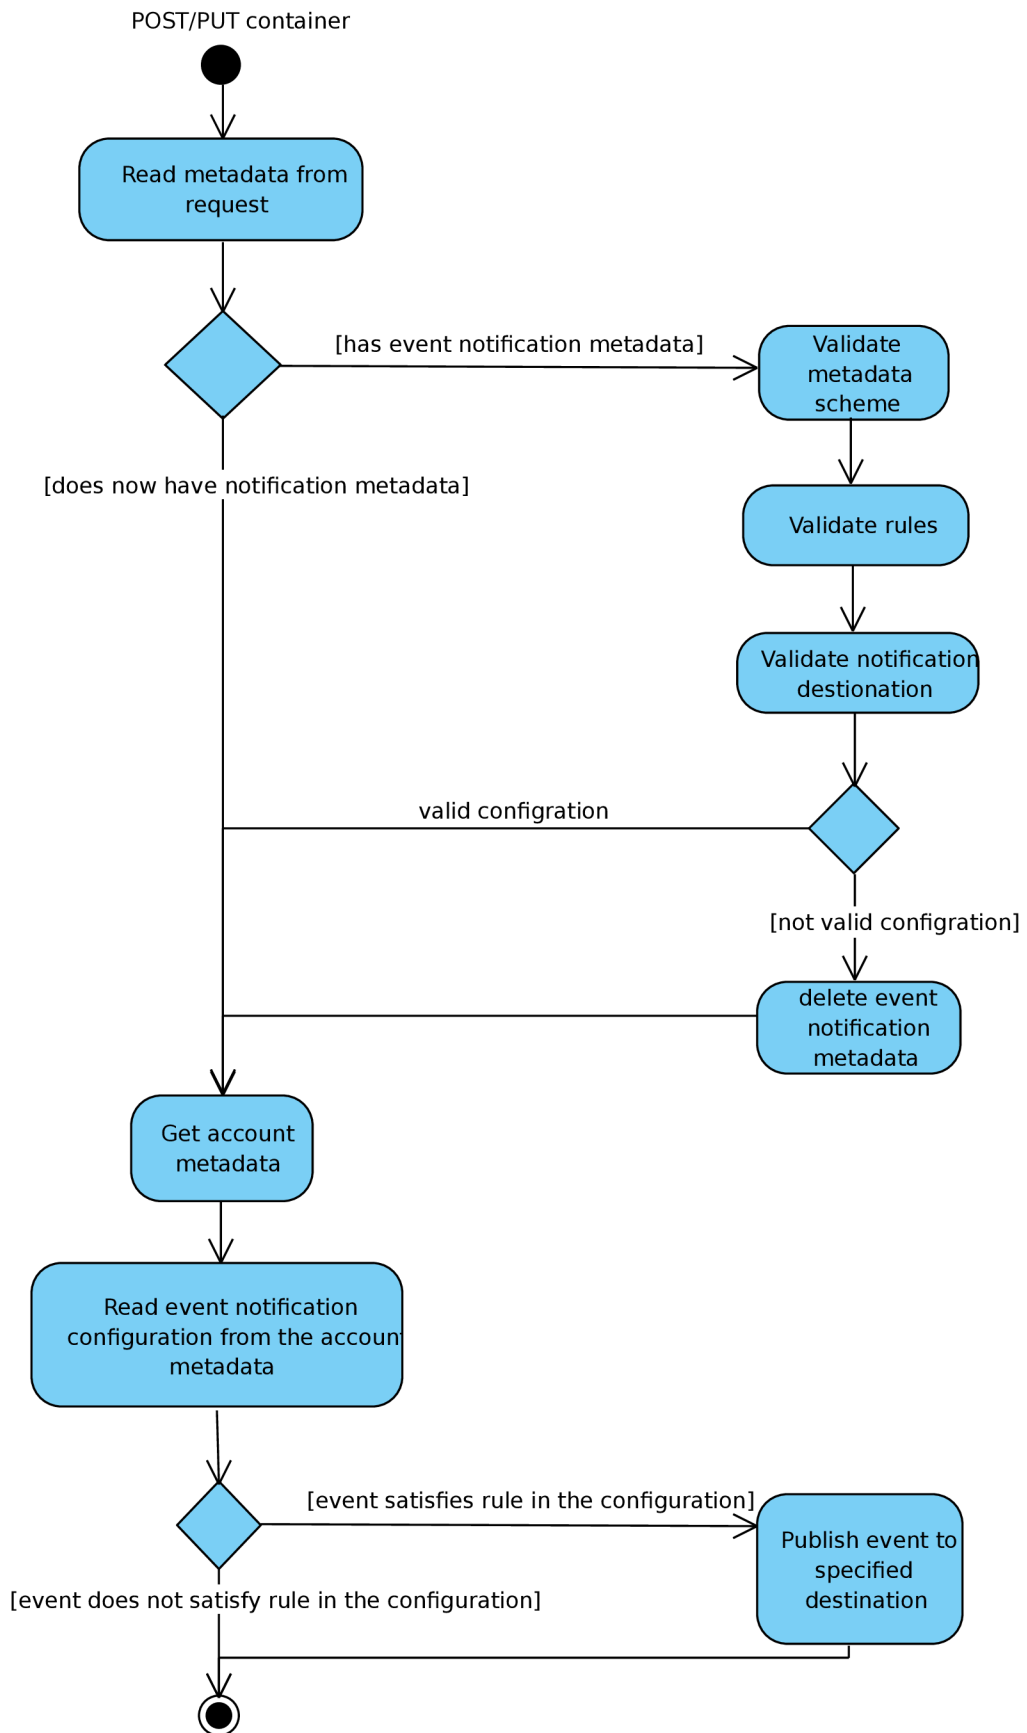 POST/PUT container
Read metadata from
request
[has event notification metadata]
Validate
metadata
scheme
[does now have notification metadata]
Validate rules
Validate notification
destionation
valid configration
[not valid configration]
delete event
notification
metadata
Get account
metadata
Read event notification
configuration from the account
metadata
[event satisfies rule in the configuration]
Publish event to
specified
destination
[event does not satisfy rule in the configuration]